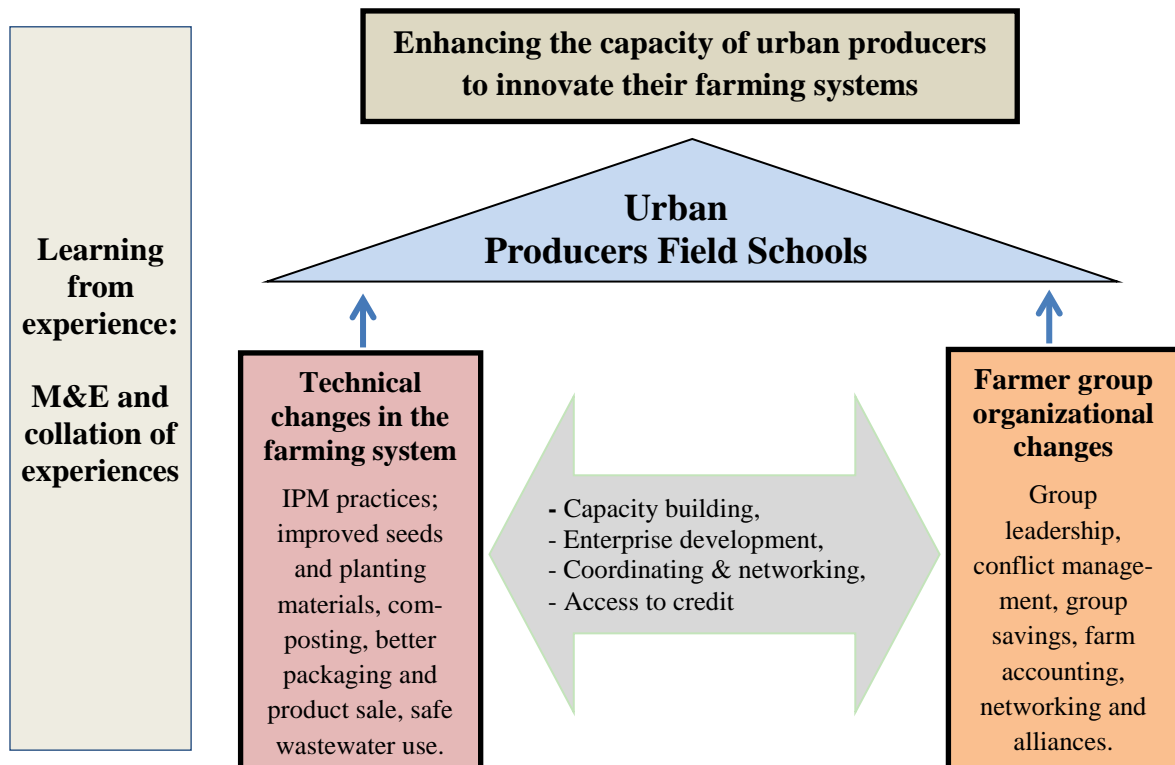 Enhancing the capacity of urban producers
to innovate their farming systems
Urban
Producers Field Schools
Learning
from
experience:
M&E and
collation of
experiences
Technical
changes in the
farming system
IPM practices;
improved seeds
and planting
materials, com-
posting, better
packaging and
product sale, safe
wastewater use.
- Capacity building,
- Enterprise development,
- Coordinating & networking,
- Access to credit
Farmer group
organizational
changes
Group
leadership,
conflict manage-
ment, group
savings, farm
accounting,
networking and
alliances.